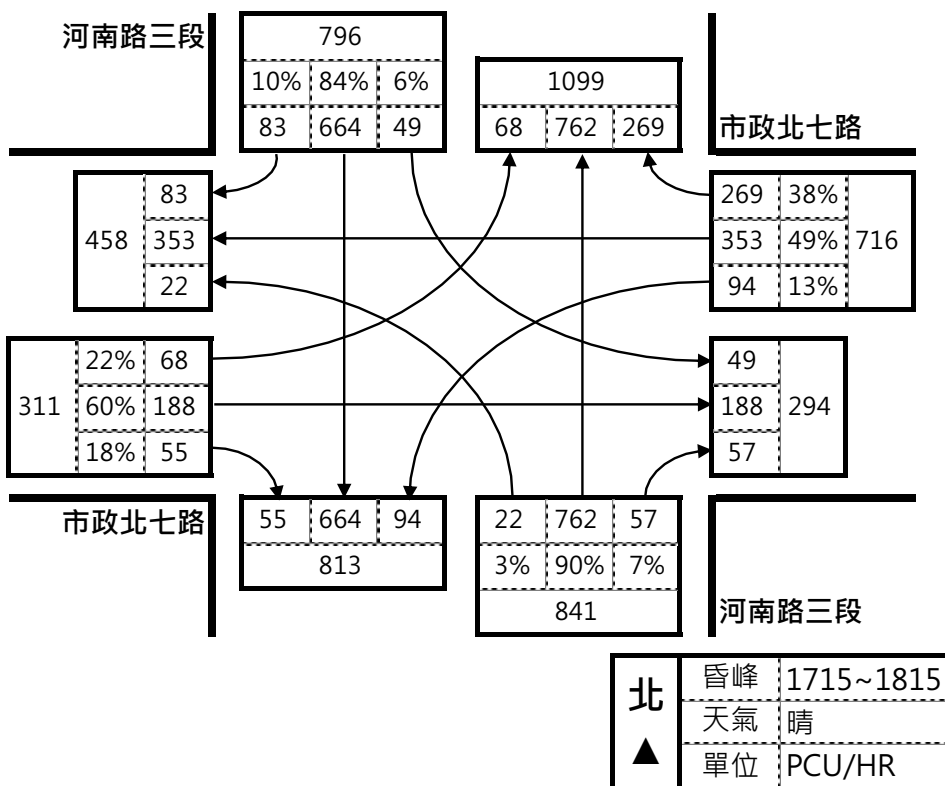 河南路三段
796
10% 84% 6%
83 664 49
1099
68 762 269
市政北七路
458
83
353
22
269 38%
353 49%
94 13%
716
311
22% 68
60% 188
18% 55
49
188
57
294
市政北七路
55 664 94
813
22 762 57
3% 90% 7%
841
河南路三段
北
▲
昏峰 1715~1815
天氣 晴
單位 PCU/HR